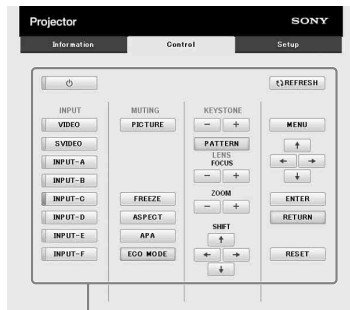 Projector SONY
Information Control Setup
REFRESH
INPUT MUTING KEYSTONE
VIDEO PICTURE - + MENU
SVIDEO PATTERN
INPUT-A LENS
FOCUS
INPUT-B - +
INPUT-C FREEZE ZOOM ENTER
INPUT-D ASPECT - + RETURN
INPUT-E APA SHIFT
INPUT-F ECO MODE RESET